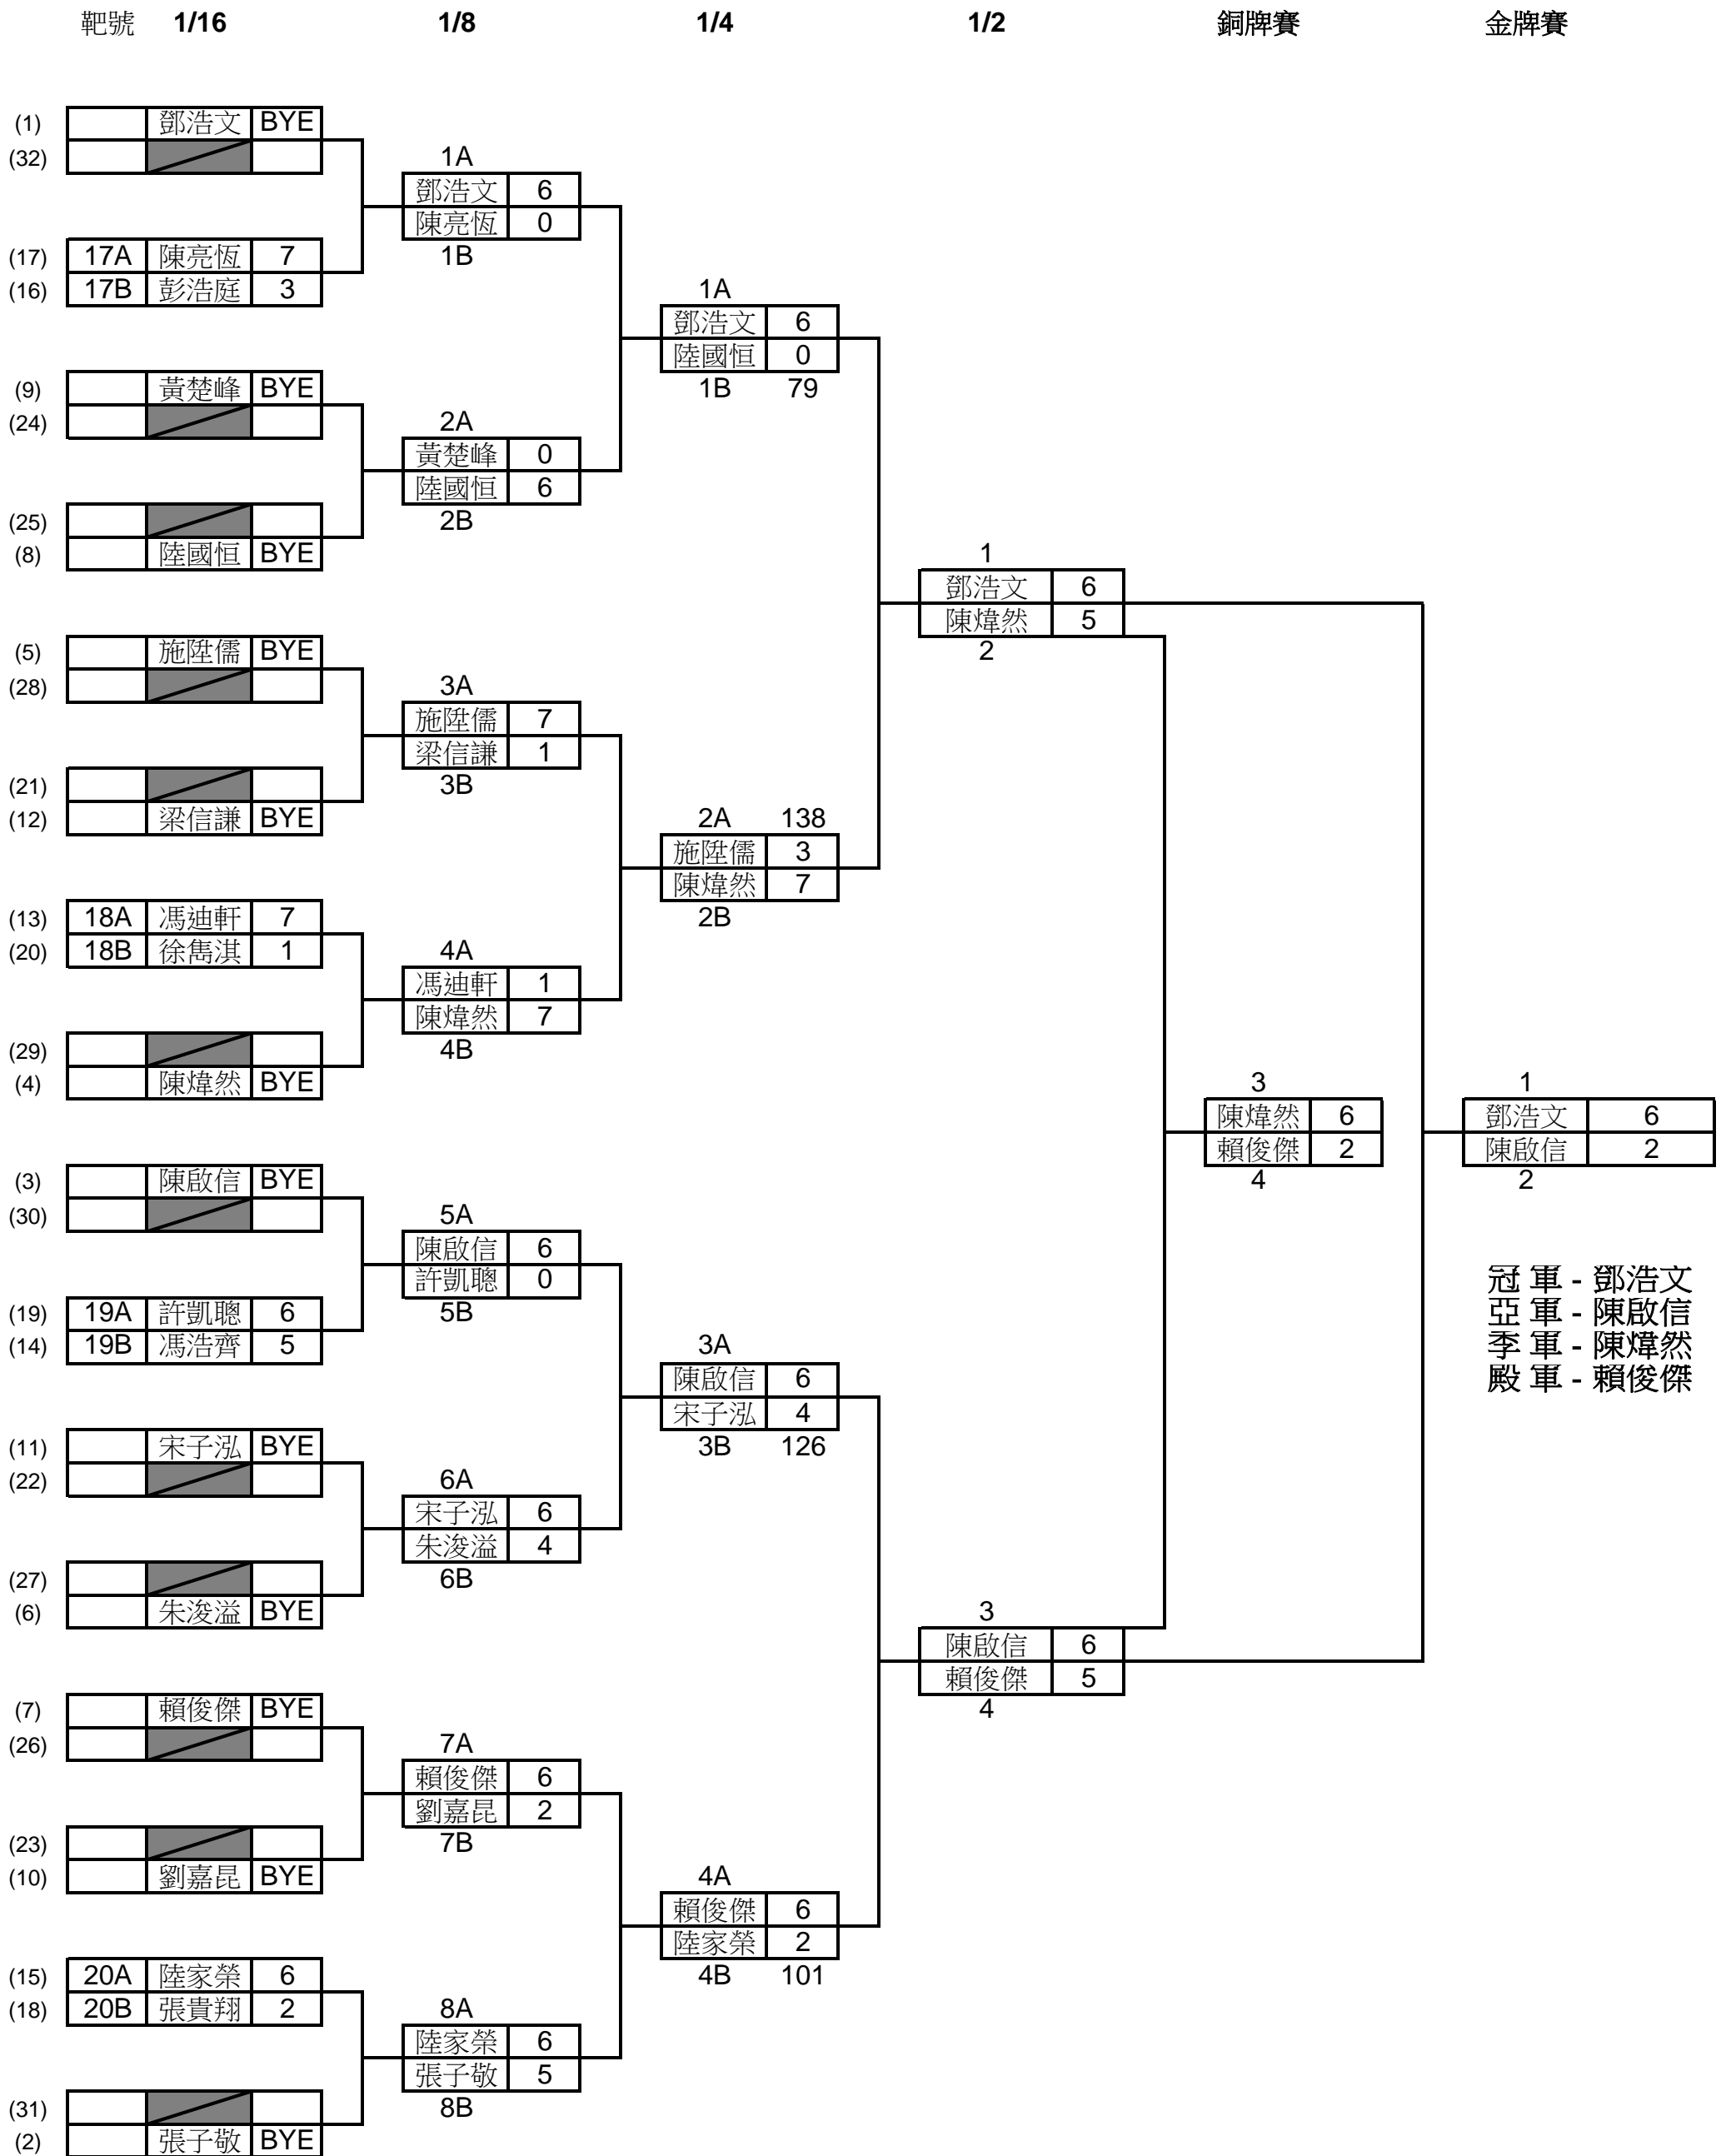 靶號 1/16 1/8 1/4 1/2 銅牌賽 金牌賽
(1) 鄧浩文 BYE
(32)
1A
鄧浩文 6
陳亮恆 0
1B
(17) 17A 陳亮恆 7
(16) 17B 彭浩庭 3
1A
鄧浩文 6
陸國恒 0
1B 79
(9) 黃楚峰 BYE
(24)
2A
黃楚峰 0
陸國恒 6
2B
(25)
(8) 陸國恒 BYE
1
鄧浩文 6
陳煒然 5
2
(5) 施陞儒 BYE
(28)
3A
施陞儒 7
梁信謙 1
3B
(21)
(12) 梁信謙 BYE
2A 138
施陞儒 3
陳煒然 7
2B
(13) 18A 馮迪軒 7
(20) 18B 徐雋淇 1
4A
馮迪軒 1
陳煒然 7
4B
(29)
(4) 陳煒然 BYE
3
陳煒然 6
賴俊傑 2
4
1
鄧浩文 6
陳啟信 2
2
(3) 陳啟信 BYE
(30)
5A
陳啟信 6
許凱聰 0
5B
冠 軍 - 鄧浩文
亞 軍 - 陳啟信
季 軍 - 陳煒然
殿 軍 - 賴俊傑
(19) 19A 許凱聰 6
(14) 19B 馮浩齊 5
3A
陳啟信 6
宋子泓 4
3B 126
(11) 宋子泓 BYE
(22)
6A
宋子泓 6
朱浚溢 4
6B
(27)
(6) 朱浚溢 BYE
3
陳啟信 6
賴俊傑 5
4
(7) 賴俊傑 BYE
(26)
7A
賴俊傑 6
劉嘉昆 2
7B
(23)
(10) 劉嘉昆 BYE
4A
賴俊傑 6
陸家榮 2
4B 101
(15) 20A 陸家榮 6
(18) 20B 張貴翔 2
8A
陸家榮 6
張子敬 5
8B
(31)
(2) 張子敬 BYE